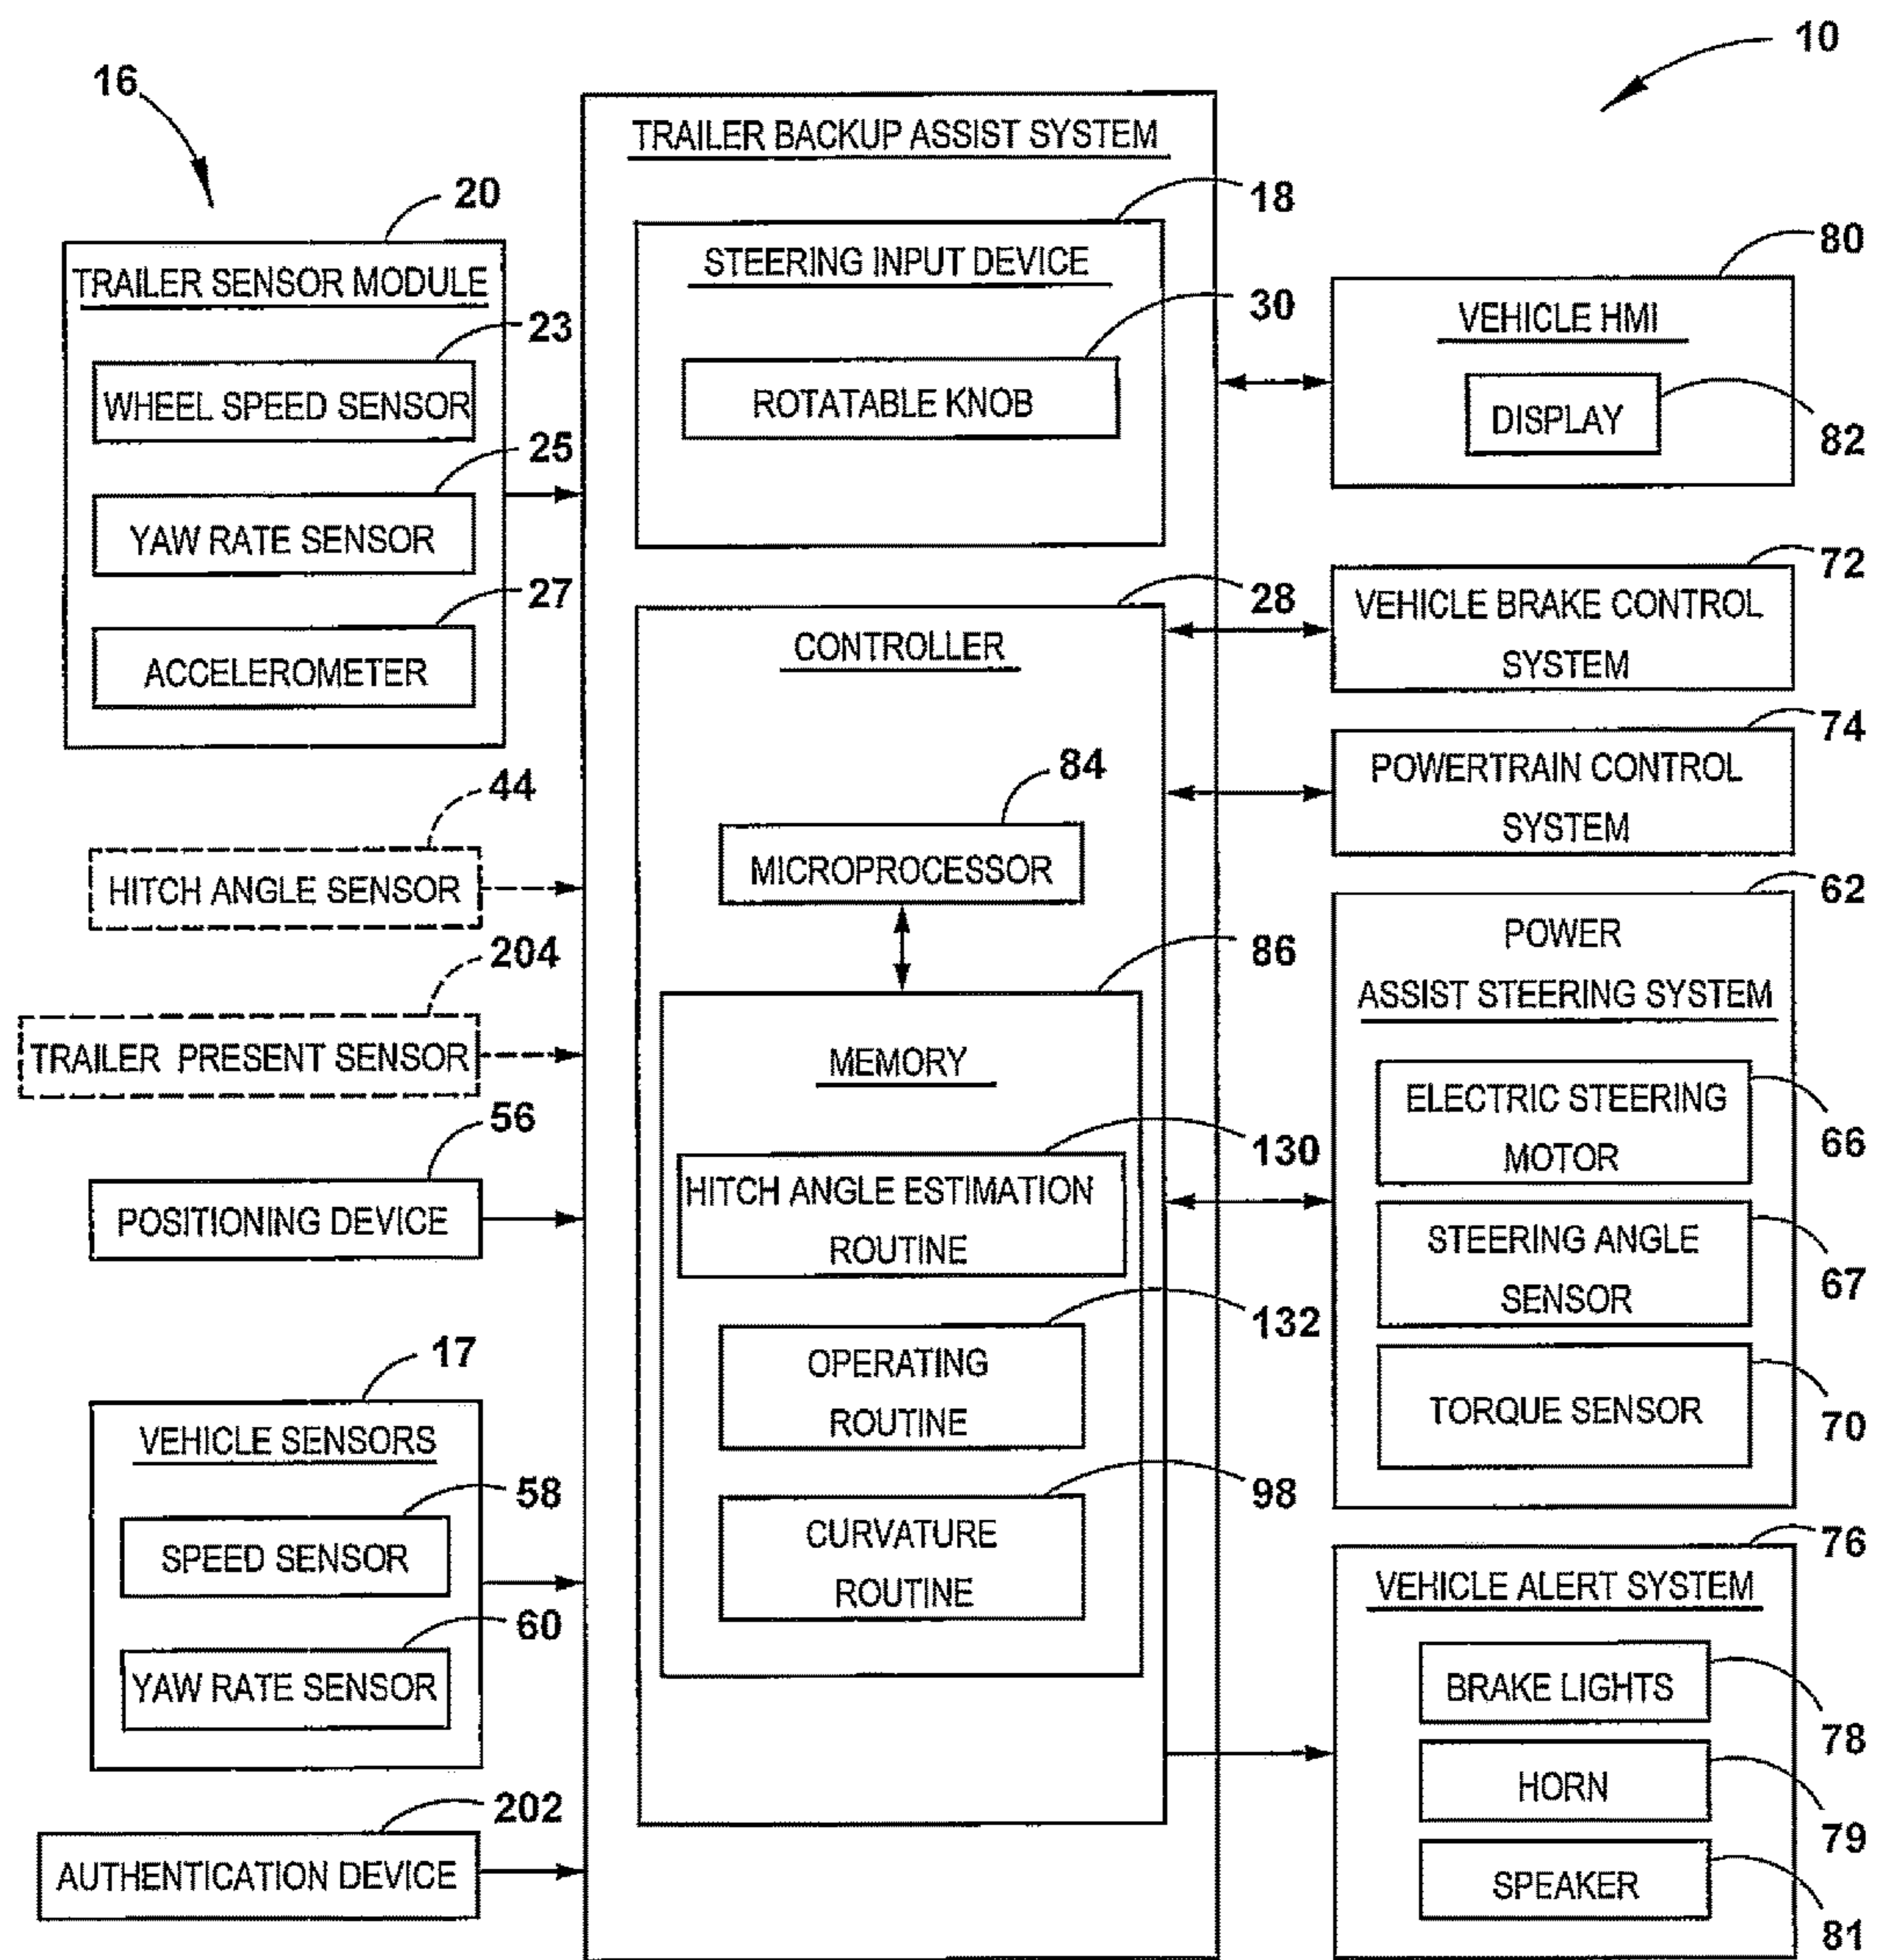 10
16
TRAILER BACKUP ASSIST SYSTEM
20
18
TRAILER SENSOR MODULE
STEERING INPUT DEVICE
80
23
30
VEHICLE HMI
WHEEL SPEED SENSOR
ROTATABLE KNOB
DISPLAY
82
25
YAW RATE SENSOR
27
28
72
ACCELEROMETER
CONTROLLER
VEHICLE BRAKE CONTROL
SYSTEM
74
44
84
POWERTRAIN CONTROL
SYSTEM
HITCH ANGLE SENSOR
MICROPROCESSOR
62
204
86
POWER
ASSIST STEERING SYSTEM
TRAILER PRESENT SENSOR
MEMORY
ELECTRIC STEERING
MOTOR
66
56
130
POSITIONING DEVICE
HITCH ANGLE ESTIMATION
ROUTINE
STEERING ANGLE
SENSOR
67
132
17
OPERATING
ROUTINE
TORQUE SENSOR
70
VEHICLE SENSORS
58
98
SPEED SENSOR
CURVATURE
ROUTINE
76
VEHICLE ALERT SYSTEM
60
YAW RATE SENSOR
BRAKE LIGHTS
78
202
HORN
79
AUTHENTICATION DEVICE
SPEAKER
81